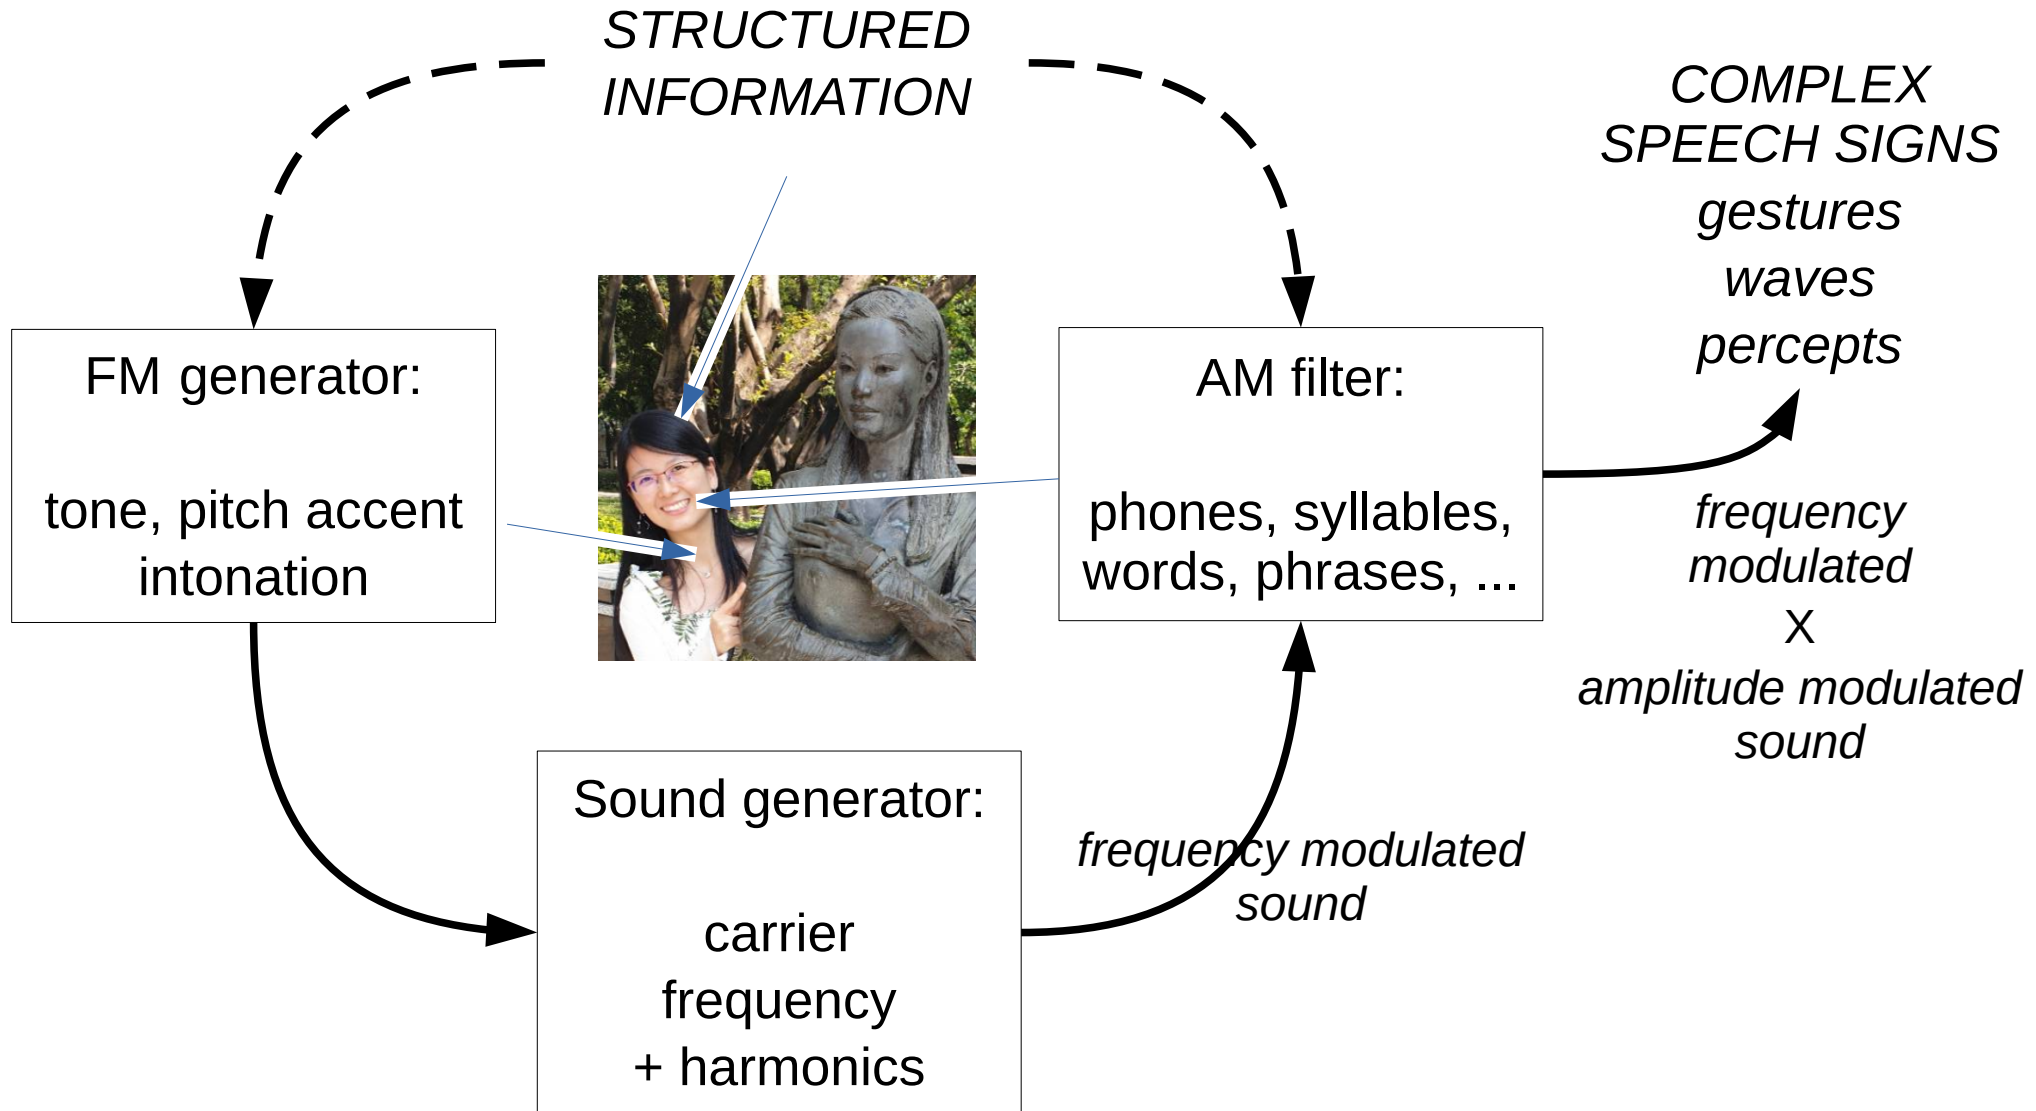 STRUCTURED
INFORMATION
COMPLEX
SPEECH SIGNS
gestures
waves
percepts
FM generator:
tone, pitch accent
intonation
AM filter:
phones, syllables,
words, phrases, ...
frequency
modulated
X
amplitude modulated
sound
Sound generator:
carrier
frequency
+ harmonics
frequency modulated
sound